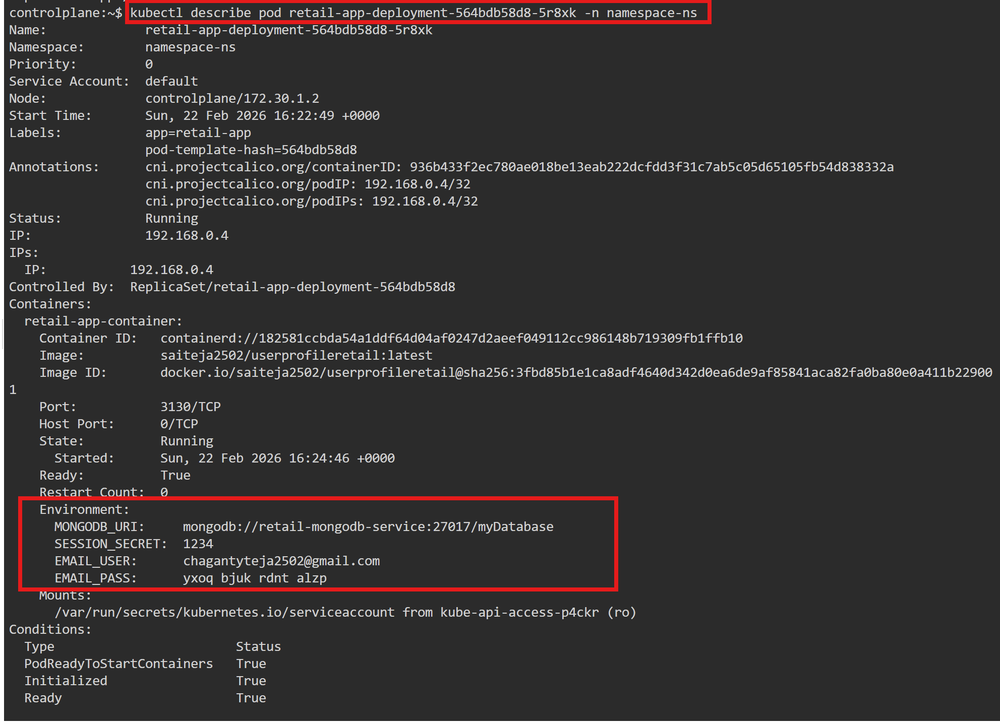 controlplane:~$ kubectl describe pod retail-app-deployment-564bdb58d8-5r8xk -n namespace-ns
Name:             retail-app-deployment-564bdb58d8-5r8xk
Namespace:        namespace-ns
Priority:         0
Service Account:  default
Node:             controlplane/172.30.1.2
Start Time:       Sun, 22 Feb 2026 16:22:49 +0000
Labels:           app=retail-app
                  pod-template-hash=564bdb58d8
Annotations:      cni.projectcalico.org/containerID: 936b433f2ec780ae018be13eab222dcfdd3f31c7ab5c05d65105fb54d838332a
                  cni.projectcalico.org/podIP: 192.168.0.4/32
                  cni.projectcalico.org/podIPs: 192.168.0.4/32
Status:           Running
IP:               192.168.0.4
IPs:
  IP:           192.168.0.4
Controlled By:  ReplicaSet/retail-app-deployment-564bdb58d8
Containers:
  retail-app-container:
    Container ID:   containerd://182581ccbda54a1ddf64d04af0247d2aeef049112cc986148b719309fb1ffb10
    Image:          saiteja2502/userprofileretail:latest
    Image ID:       docker.io/saiteja2502/userprofileretail@sha256:3fbd85b1e1ca8adf4640d342d0ea6de9af85841aca82fa0ba80e0a411b22900
1
    Port:           3130/TCP
    Host Port:      0/TCP
    State:          Running
      Started:      Sun, 22 Feb 2026 16:24:46 +0000
    Ready:          True
    Restart Count:  0
    Environment:
      MONGODB_URI:     mongodb://retail-mongodb-service:27017/myDatabase
      SESSION_SECRET:  1234
      EMAIL_USER:      chagantyteja2502@gmail.com
      EMAIL_PASS:      yxoq bjuk rdnt alzp
    Mounts:
      /var/run/secrets/kubernetes.io/serviceaccount from kube-api-access-p4ckr (ro)
Conditions:
  Type                        Status
  PodReadyToStartContainers   True
  Initialized                 True
  Ready                       True